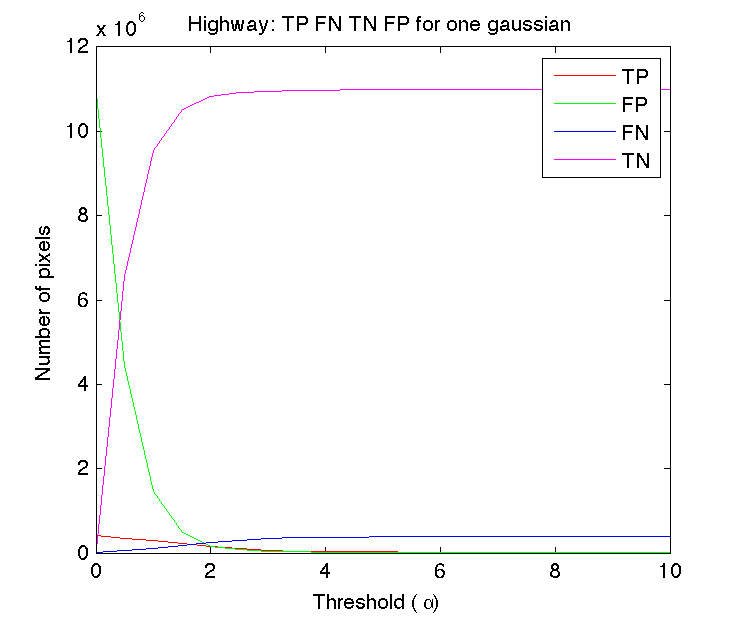 Highway: TP FN TN FP for one gaussian
x 10^6
12
10
8
6
4
2
0
Number of pixels
TP
FP
FN
TN
0 2 4 6 8 10
Threshold ( α)